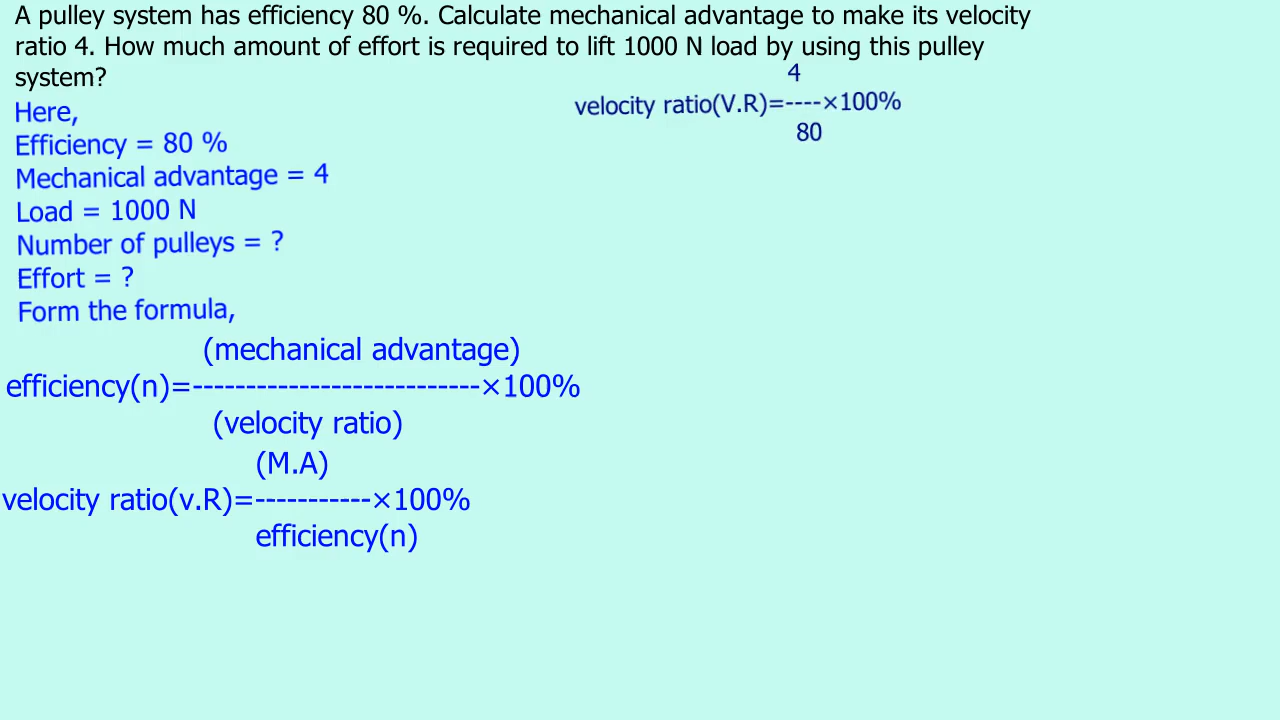 A pulley system has efficiency 80 %. Calculate mechanical advantage to make its velocity
ratio 4. How much amount of effort is required to lift 1000 N load by using this pulley
system?
Here,
Efficiency = 80 %
Mechanical advantage = 4
Load = 1000 N
Number of pulleys = ?
Effort = ?
Form the formula,
(mechanical advantage)
efficiency(n)=---------------------------×100%
(velocity ratio)
(M.A)
velocity ratio(v.R)=-----------×100%
efficiency(n)
4
velocity ratio(V.R)=----×100%
80